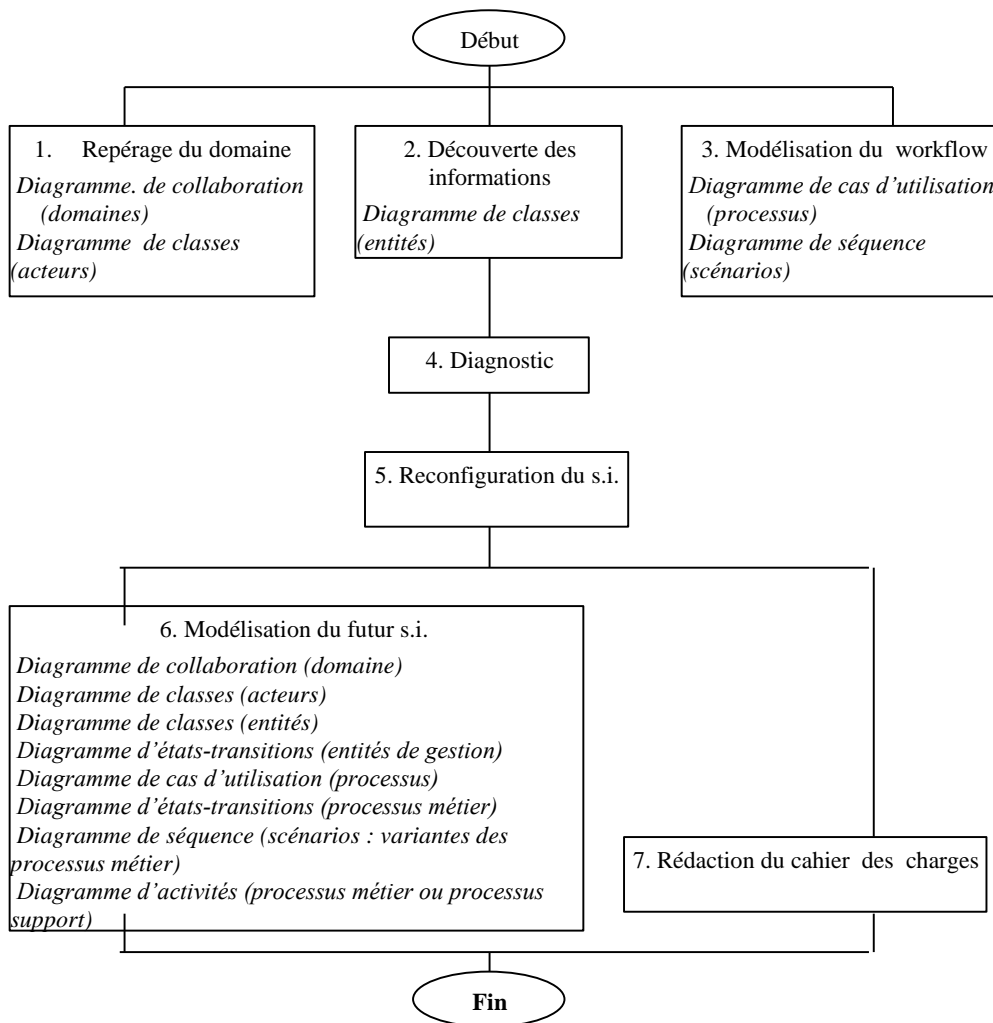 Début
1. Repérage du domaine
Diagramme. de collaboration
(domaines)
Diagramme de classes
(acteurs)
2. Découverte des
informations
Diagramme de classes
(entités)
3. Modélisation du workflow
Diagramme de cas d’utilisation
(processus)
Diagramme de séquence
(scénarios)
4. Diagnostic
5. Reconfiguration du s.i.
6. Modélisation du futur s.i.
Diagramme de collaboration (domaine)
Diagramme de classes (acteurs)
Diagramme de classes (entités)
Diagramme d’états-transitions (entités de gestion)
Diagramme de cas d’utilisation (processus)
Diagramme d’états-transitions (processus métier)
Diagramme de séquence (scénarios : variantes des
processus métier)
Diagramme d’activités (processus métier ou processus
support)
7. Rédaction du cahier des charges
Fin